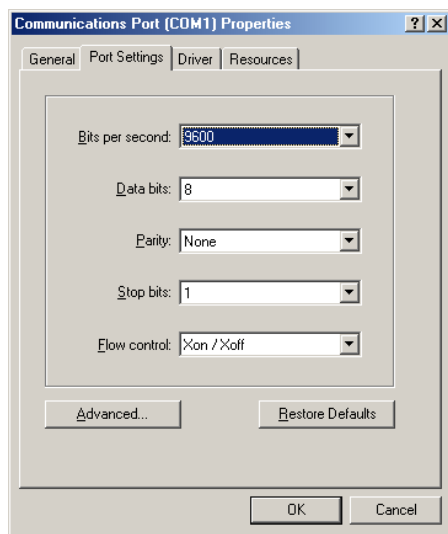 Communications Port (COM1) Properties
General Port Settings Driver Resources
Bits per second: 9600
Data bits: 8
Parity: None
Stop bits: 1
Flow control: Xon / Xoff
Advanced... Restore Defaults
OK Cancel